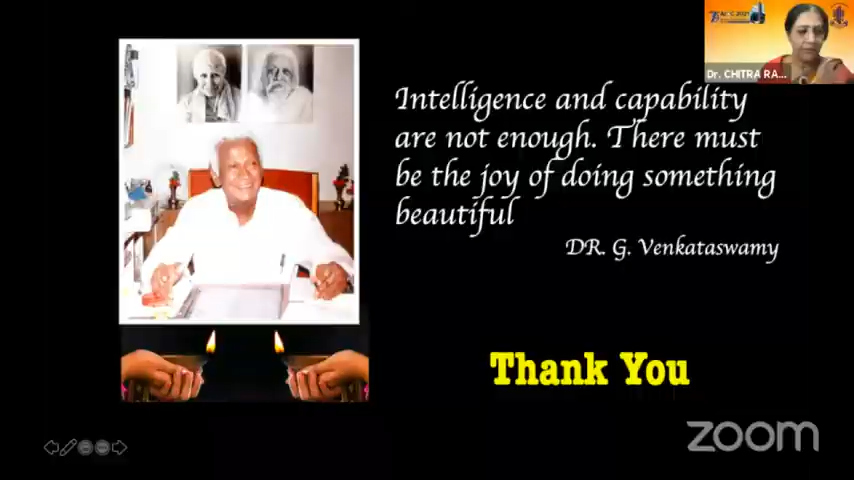 Dr. CHITRA RA...
Intelligence and capability
are not enough. There must
be the joy of doing something
beautiful
DR. G. Venkataswamy
Thank You
zoom